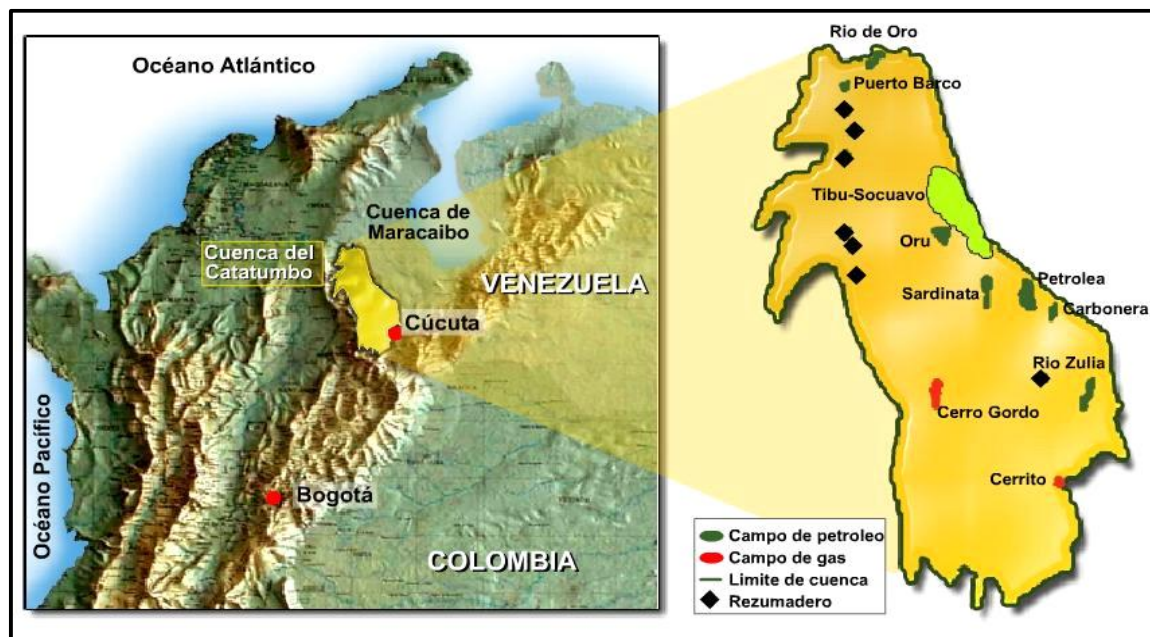 Océano Atlántico
Cuenca de
Maracaibo
Cuenca del
Catatumbo
VENEZUELA
Cúcuta
Océano Pacífico
Bogotá
COLOMBIA
Rio de Oro
Puerto Barco
Tibu-Socuavo
Oru
Petrolea
Sardinata
Carbonera
Rio Zulia
Cerro Gordo
Cerrito
Campo de petroleo
Campo de gas
Limite de cuenca
Rezumadero